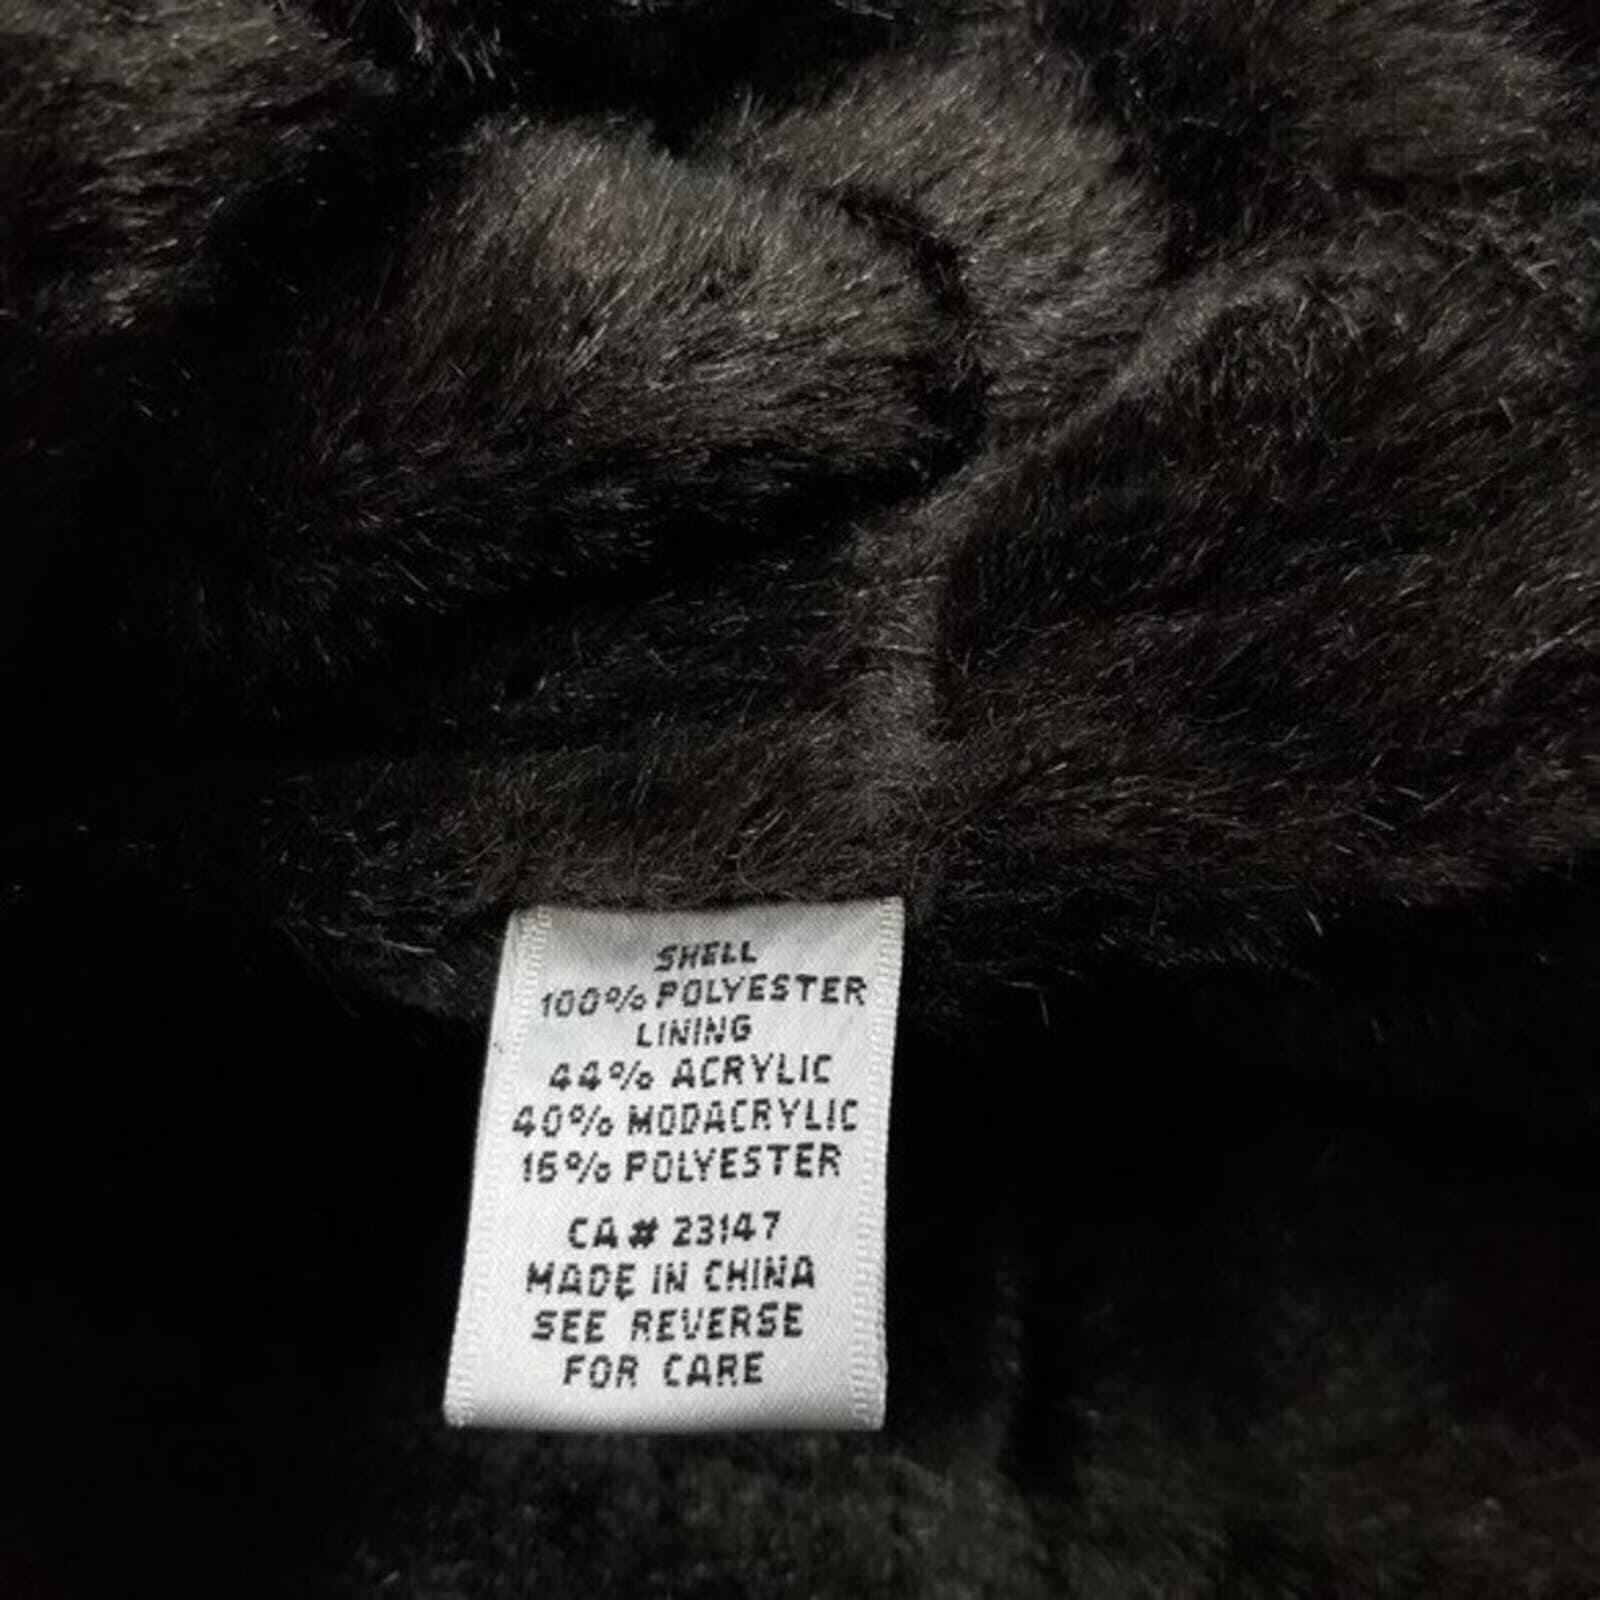 SHELL
100% POLYESTER
LINING
44% ACRYLIC
40% MODACRYLIC
16% POLYESTER
CA# 23147
MADE IN CHINA
SEE REVERSE
FOR CARE